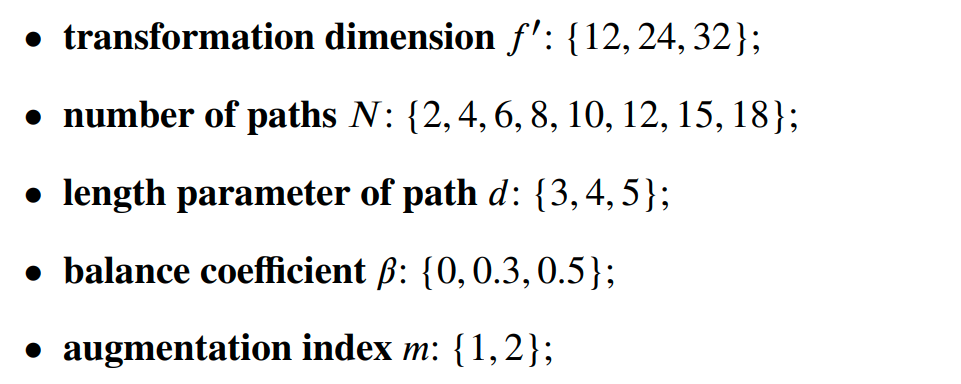 • transformation dimension f′: {12, 24, 32};
• number of paths N: {2, 4, 6, 8, 10, 12, 15, 18};
• length parameter of path d: {3, 4, 5};
• balance coefficient β: {0, 0.3, 0.5};
• augmentation index m: {1, 2};